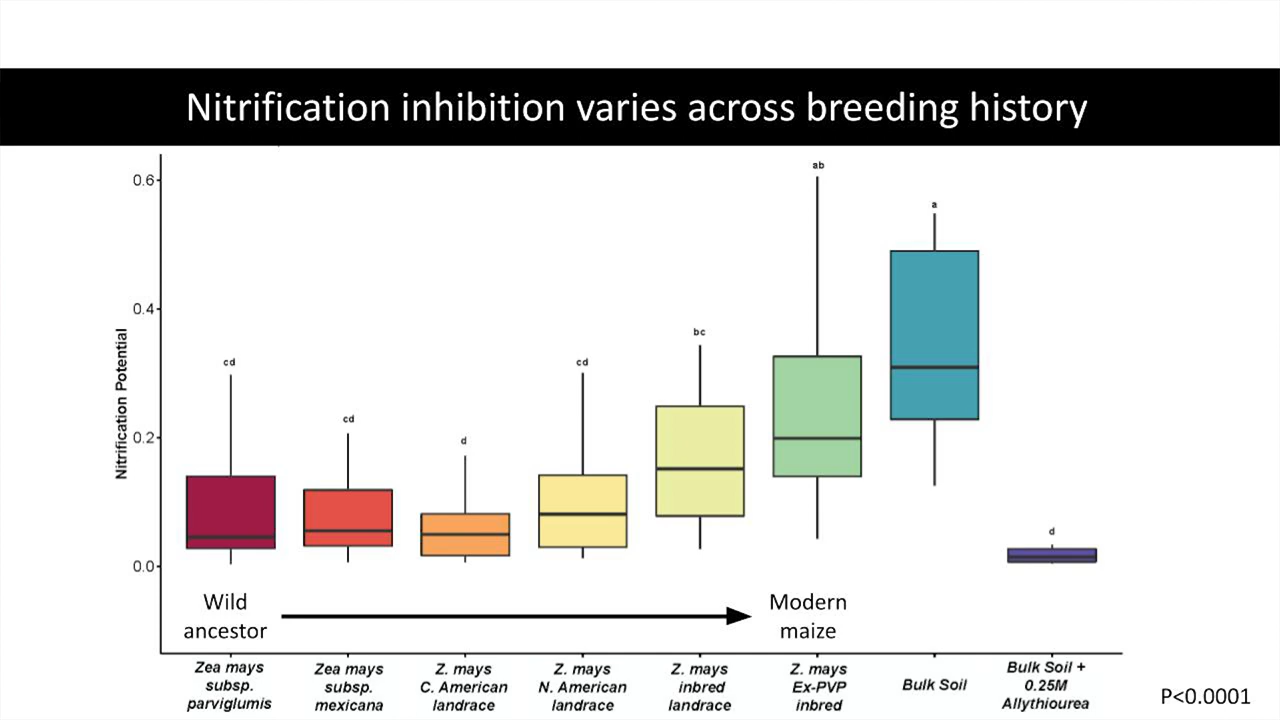 Nitrification inhibition varies across breeding history
Nitrification Potential
0.6
0.4
0.2
0.0
cd
cd
d
cd
bc
ab
a
d
Wild
ancestor
Modern
maize
Zea mays
subsp.
parviglumis
Zea mays
subsp.
mexicana
Z. mays
C. American
landrace
Z. mays
N. American
landrace
Z. mays
inbred
landrace
Z. mays
Ex-PVP
inbred
Bulk Soil
Bulk Soil +
0.25M
Allythiourea
P<0.0001